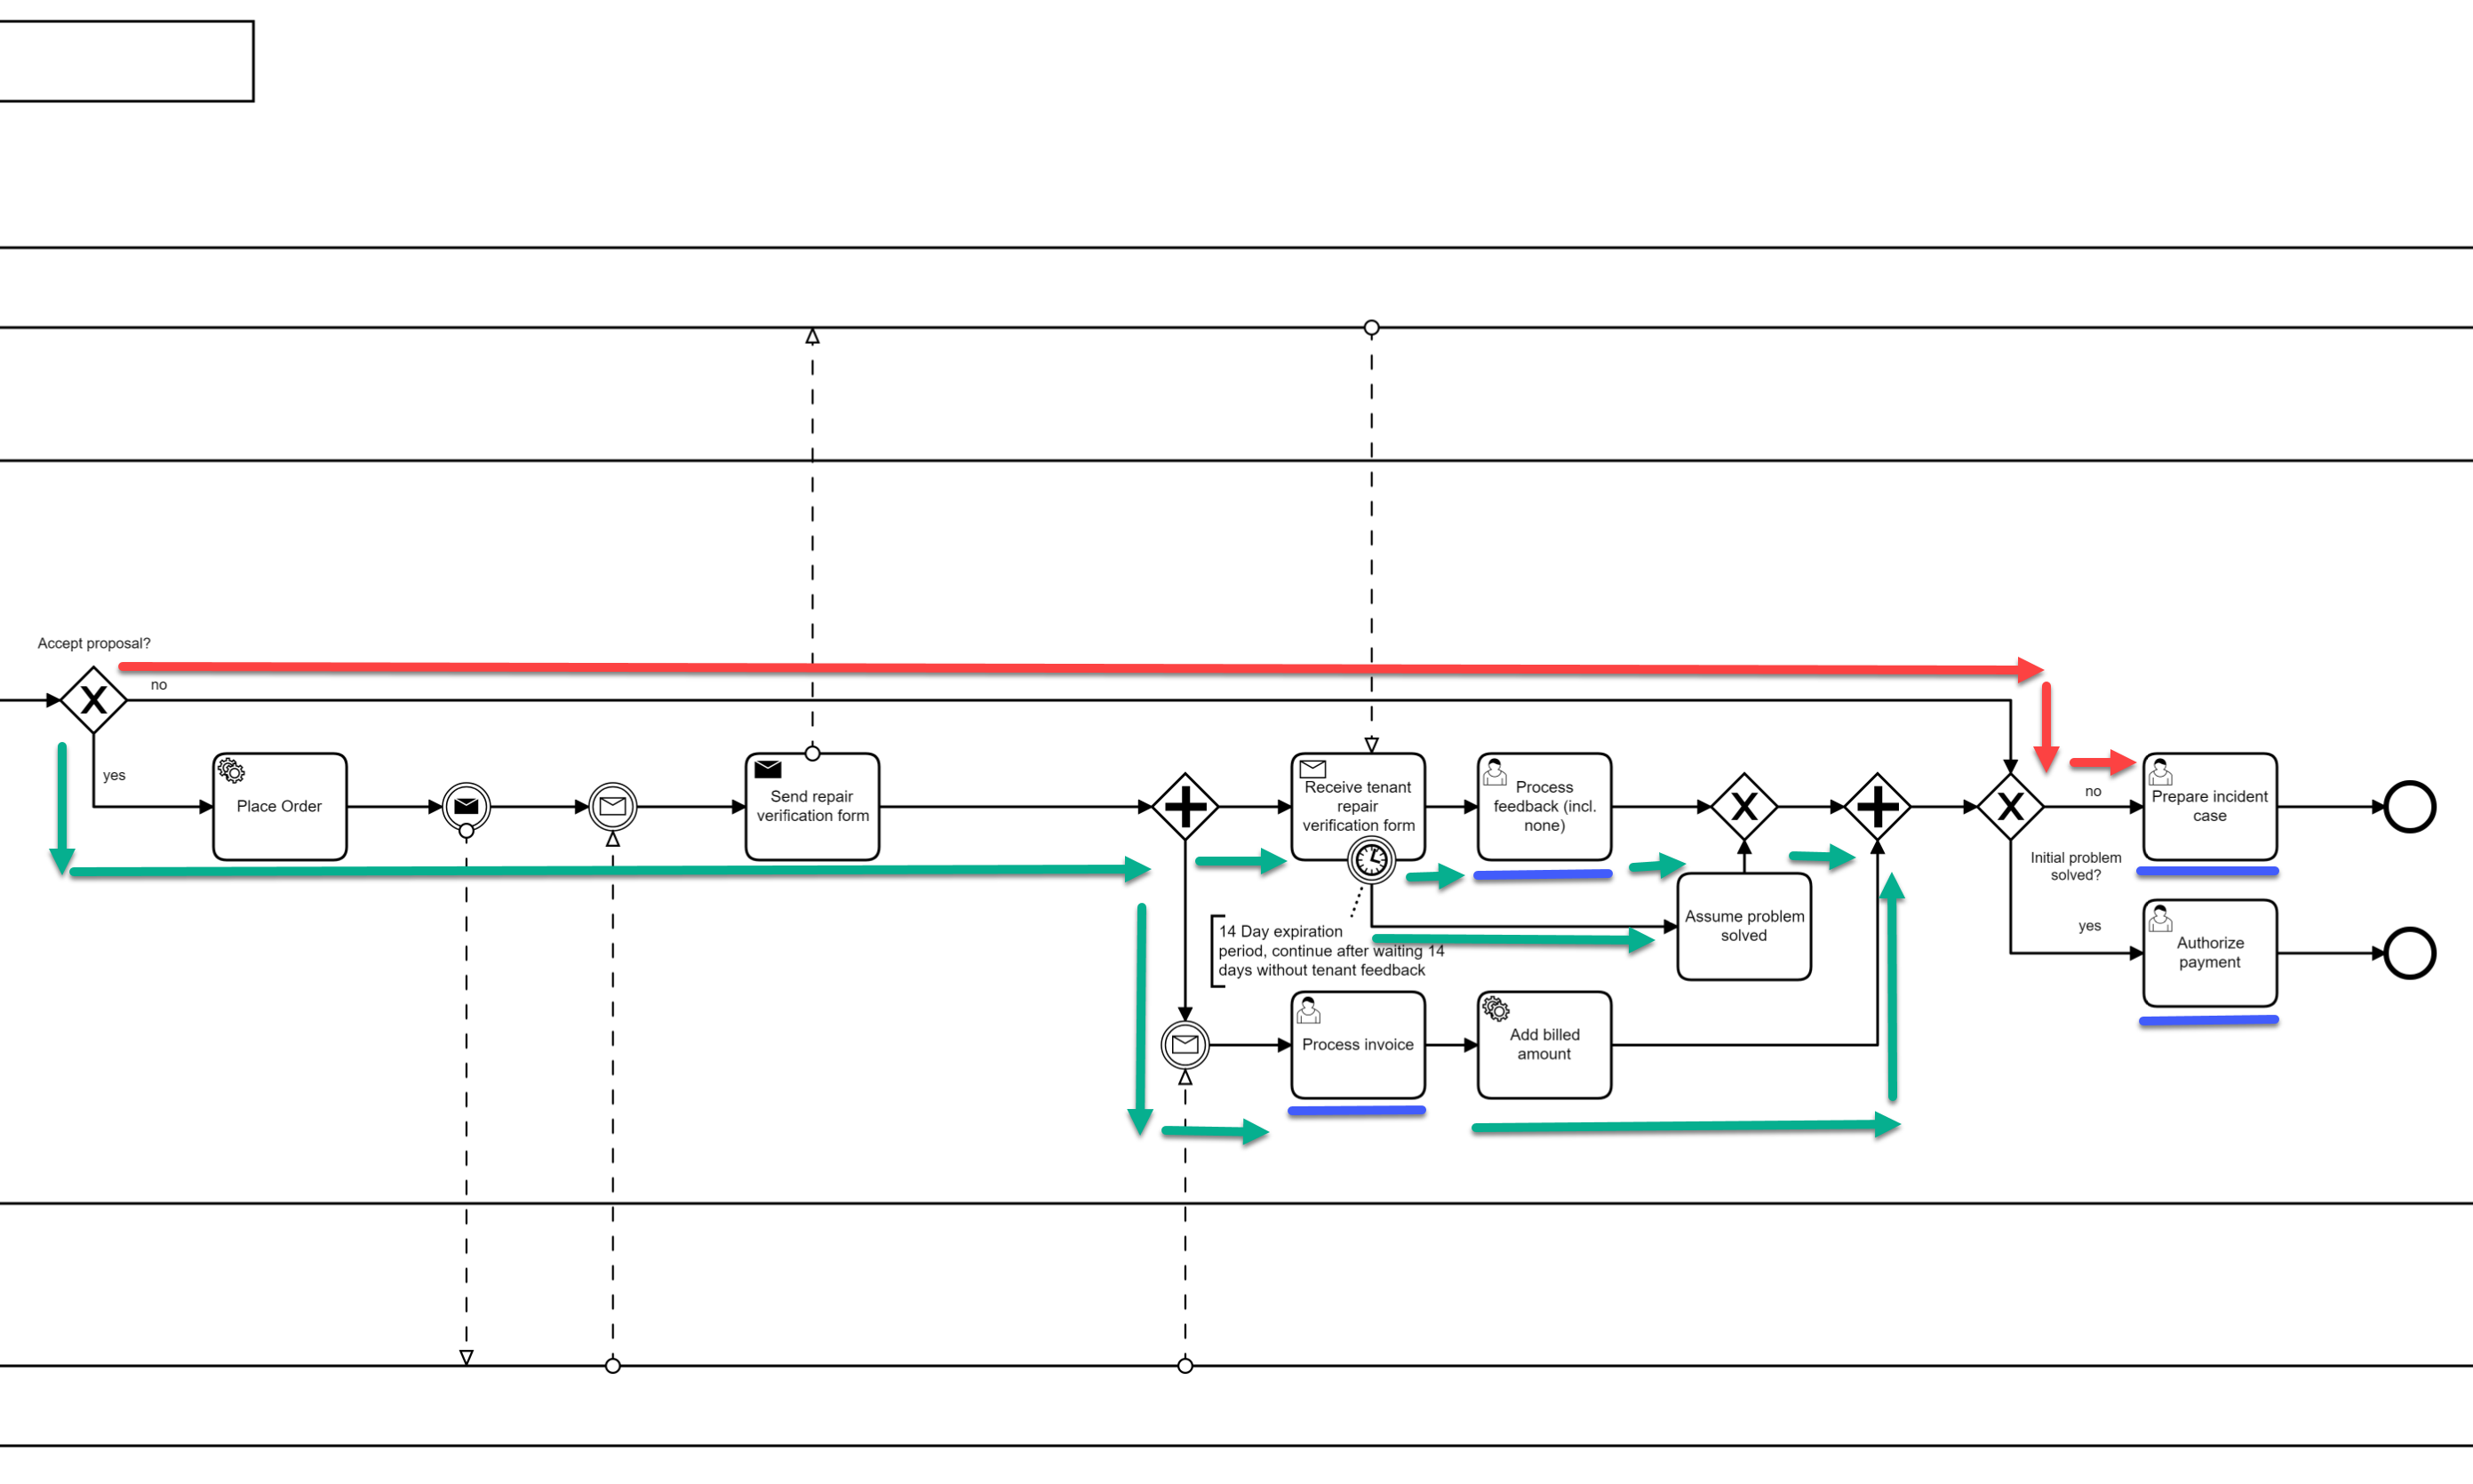 Accept proposal?
no
yes
Place Order
Send repair
verification form
Receive tenant
repair
verification form
Process
feedback (incl.
none)
14 Day expiration
period, continue after waiting 14
days without tenant feedback
Assume problem
solved
Process invoice
Add billed
amount
no
Initial problem
solved?
yes
Prepare incident
case
Authorize
payment